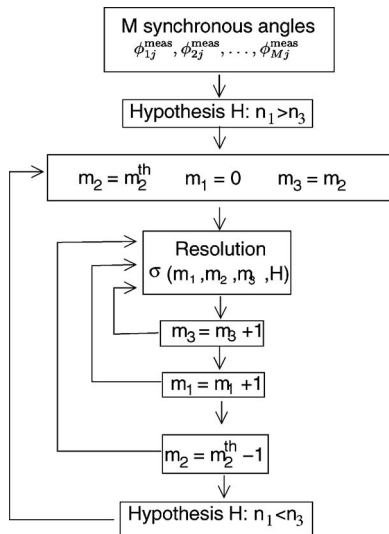 M synchronous angles
ϕ₁ⱼᵐᵉᵃˢ, ϕ₂ⱼᵐᵉᵃˢ, . . . , ϕ_Mⱼᵐᵉᵃˢ
Hypothesis H: n₁>n₃
m₂ = m₂ᵗʰ m₁ = 0 m₃ = m₂
Resolution
σ (m₁ ,m₂ ,m₃ ,H)
m₃ = m₃ +1
m₁ = m₁ +1
m₂ = m₂ᵗʰ −1
Hypothesis H: n₁<n₃